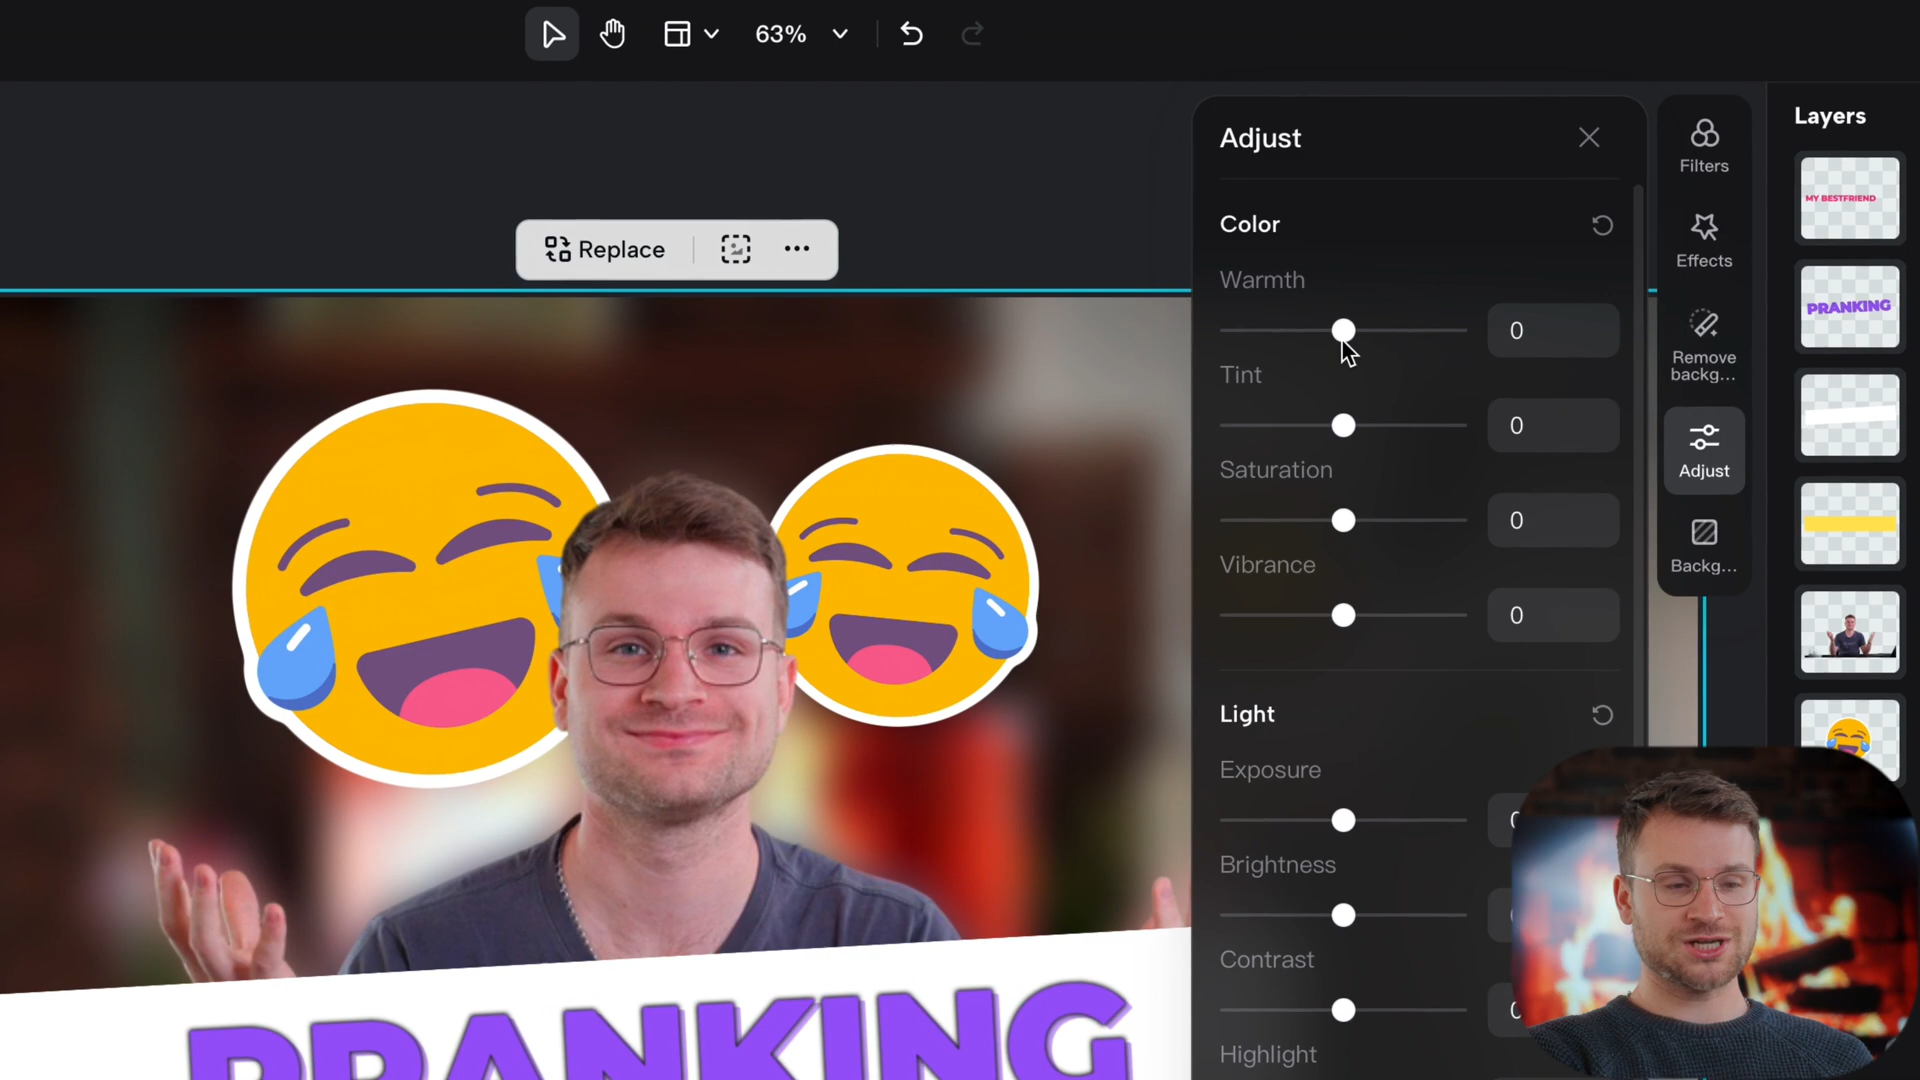 63%
Replace
Adjust
Color
Warmth
0
Tint
0
Saturation
0
Vibrance
0
Light
Exposure
Brightness
Contrast
Highlight
Filters
Effects
Remove
backg...
Adjust
Backg...
Layers
MY BESTFRIEND
PRANKING
PRANKING